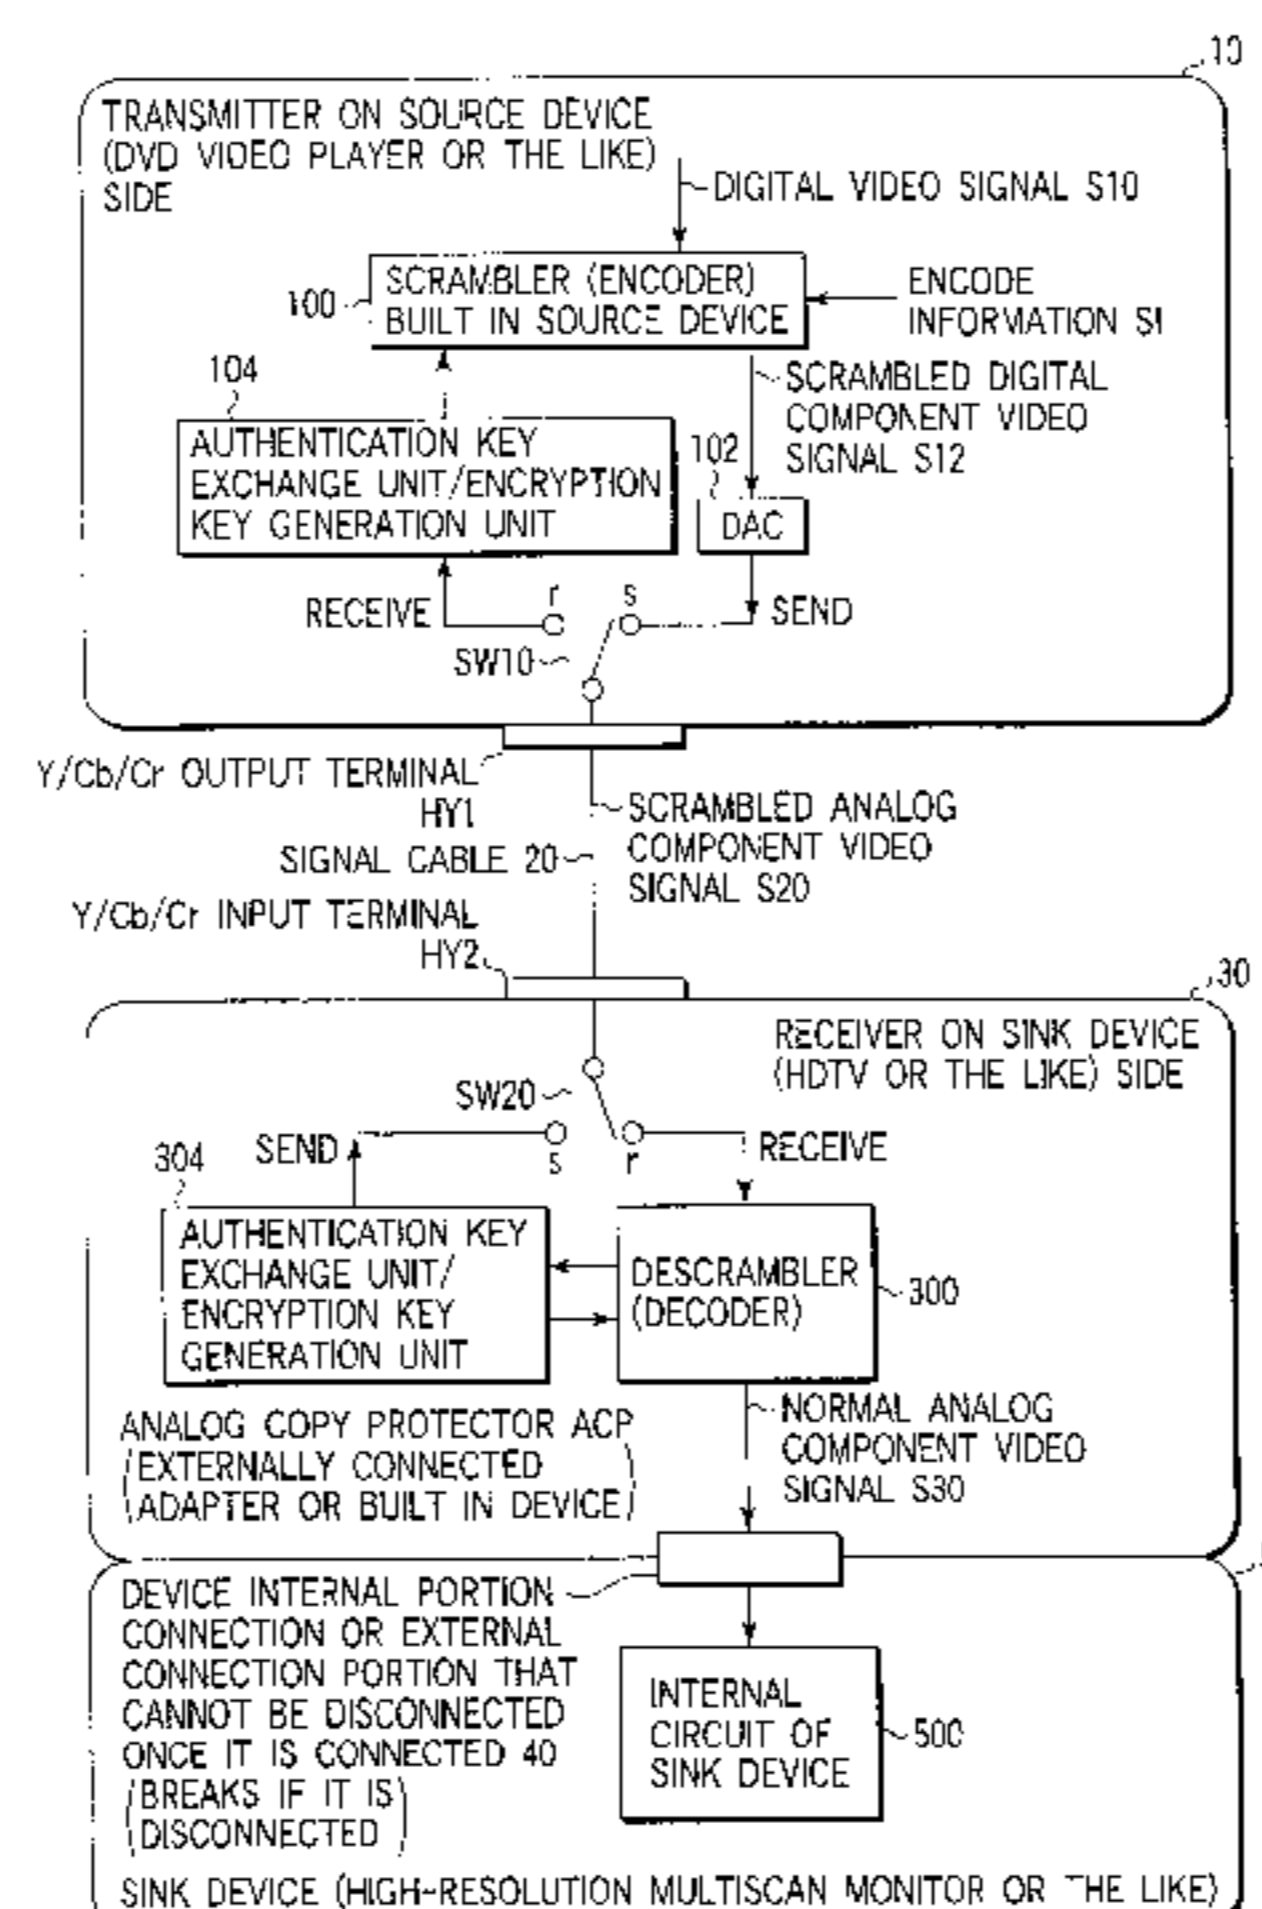 10
TRANSMITTER ON SOURCE DEVICE
(DVD VIDEO PLAYER OR THE LIKE)
SIDE
DIGITAL VIDEO SIGNAL S10
100
SCRAMBLER (ENCODER)
BUILT IN SOURCE DEVICE
ENCODE
INFORMATION SI
104
AUTHENTICATION KEY
EXCHANGE UNIT/ENCRYPTION
KEY GENERATION UNIT
SCRAMBLED DIGITAL
COMPONENT VIDEO
SIGNAL S12
102
DAC
RECEIVE
r
s
SEND
SW10
Y/Cb/Cr OUTPUT TERMINAL
HY1
SCRAMBLED ANALOG
COMPONENT VIDEO
SIGNAL S20
SIGNAL CABLE 20
Y/Cb/Cr INPUT TERMINAL
HY2
30
RECEIVER ON SINK DEVICE
(HDTV OR THE LIKE) SIDE
SW20
SEND
s
r
RECEIVE
304
AUTHENTICATION KEY
EXCHANGE UNIT/
ENCRYPTION KEY
GENERATION UNIT
DESCRAMBLER
(DECODER)
300
ANALOG COPY PROTECTOR ACP
(EXTERNALLY CONNECTED
ADAPTER OR BUILT IN DEVICE)
NORMAL ANALOG
COMPONENT VIDEO
SIGNAL S30
DEVICE INTERNAL PORTION
CONNECTION OR EXTERNAL
CONNECTION PORTION THAT
CANNOT BE DISCONNECTED
ONCE IT IS CONNECTED 40
(BREAKS IF IT IS
DISCONNECTED)
INTERNAL
CIRCUIT OF
SINK DEVICE
500
SINK DEVICE (HIGH-RESOLUTION MULTISCAN MONITOR OR THE LIKE)